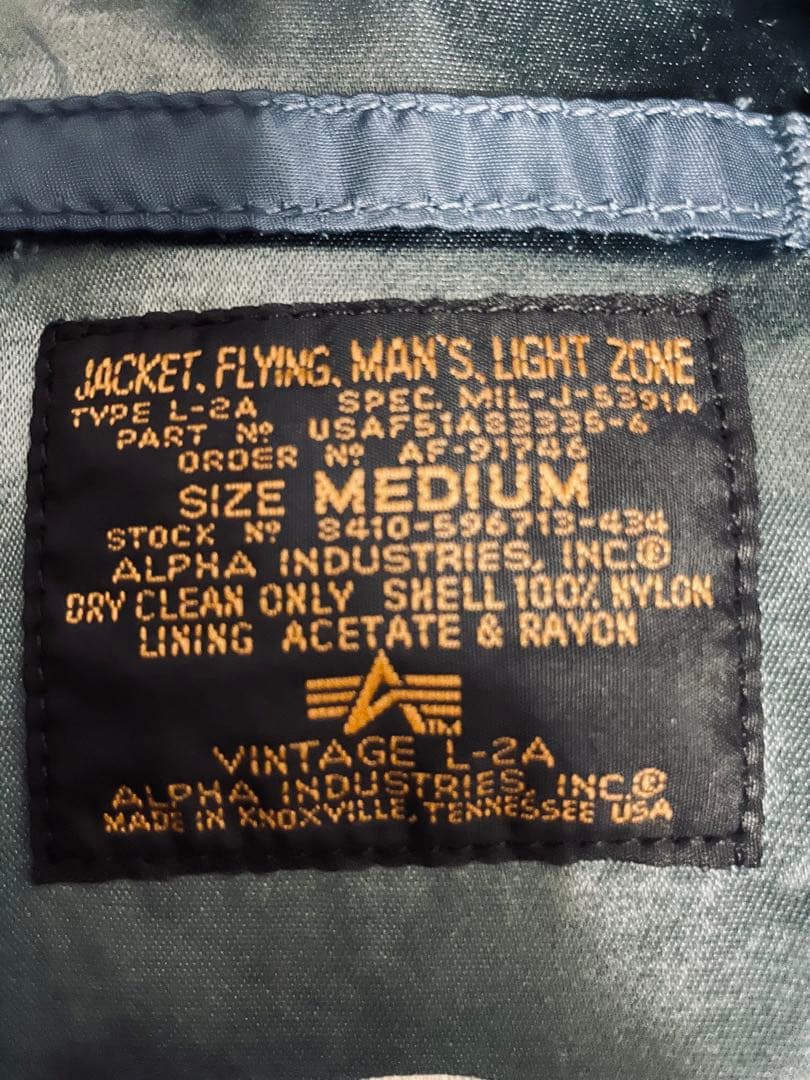 JACKET, FLYING, MAN'S, LIGHT ZONE
TYPE L-2A SPEC. MIL-J-5391A
PART Nº USAF51A8333S-6
ORDER Nº AF-91746
SIZE MEDIUM
STOCK Nº 8410-596713-434
ALPHA INDUSTRIES, INC.®
DRY CLEAN ONLY SHELL 100% NYLON
LINING ACETATE & RAYON
TM
VINTAGE L-2A
ALPHA INDUSTRIES, INC.®
MADE IN KNOXVILLE, TENNESSEE USA